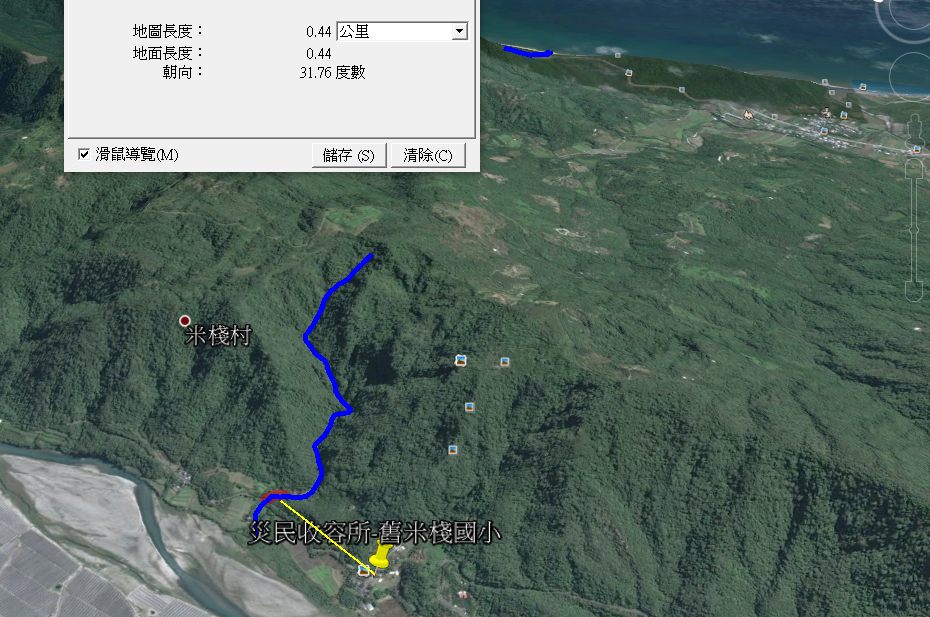 地圖長度： 0.44 公里
地面長度： 0.44
朝向： 31.76 度數
滑鼠導覽(M) 儲存 (S) 清除(C)
米棧村
災民收容所-舊米棧國小